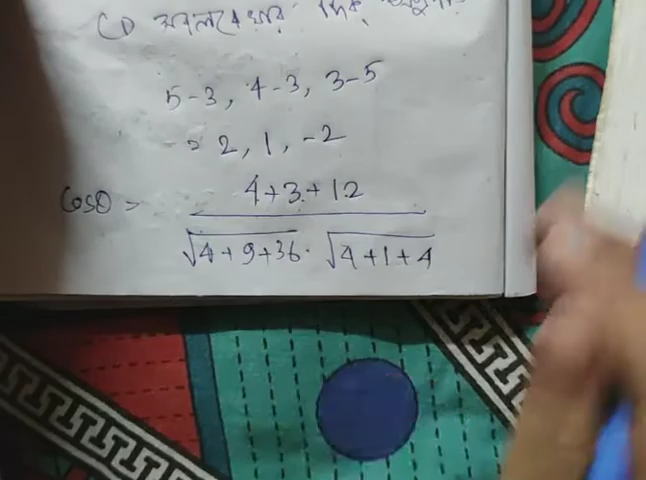 CD সরলরেখার দিক
5-3, 4-3, 3-5
= 2, 1, -2
Cosθ = 4+3+12 / √4+9+36 · √4+1+4